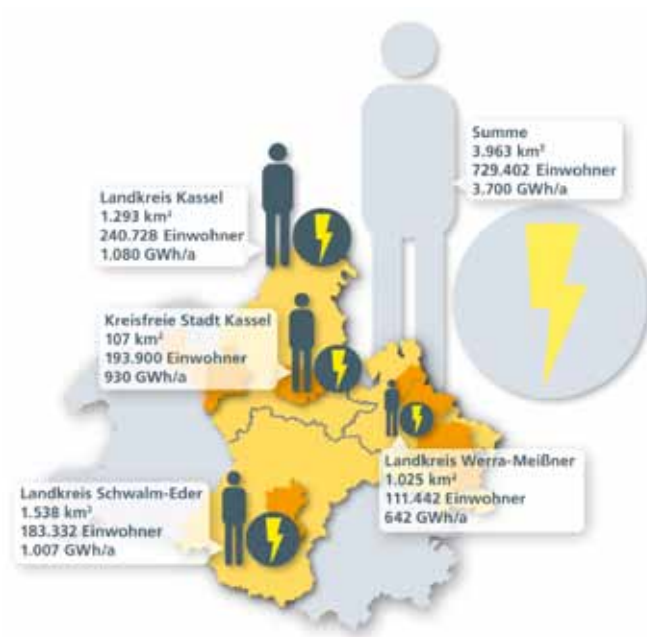 Summe
3.963 km²
729.402 Einwohner
3.700 GWh/a
Landkreis Kassel
1.293 km²
240.728 Einwohner
1.080 GWh/a
Kreisfreie Stadt Kassel
107 km²
193.900 Einwohner
930 GWh/a
Landkreis Werra-Meißner
1.025 km²
111.442 Einwohner
642 GWh/a
Landkreis Schwalm-Eder
1.538 km²
183.332 Einwohner
1.007 GWh/a